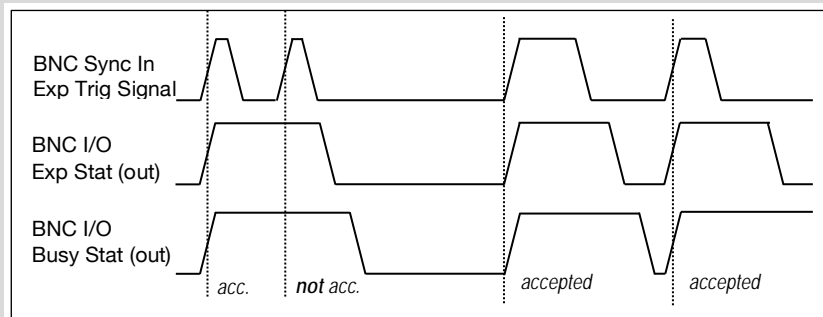 BNC Sync In
Exp Trig Signal
BNC I/O
Exp Stat (out)
BNC I/O
Busy Stat (out)
acc.
not acc.
accepted
accepted